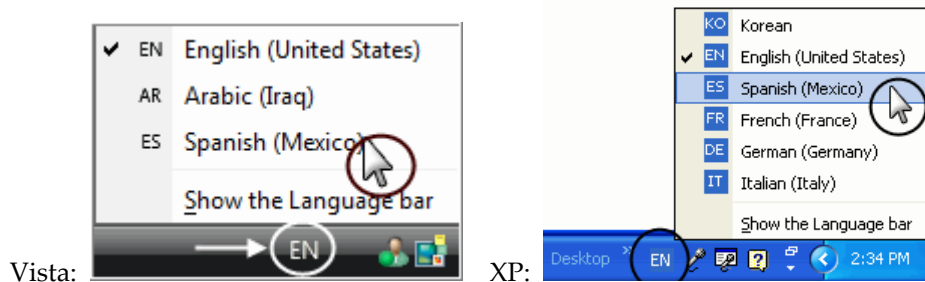 EN English (United States)
AR Arabic (Iraq)
ES Spanish (Mexico)
Show the Language bar
EN
Vista:
KO Korean
EN English (United States)
ES Spanish (Mexico)
FR French (France)
DE German (Germany)
IT Italian (Italy)
Show the Language bar
XP:
Desktop » EN 2:34 PM